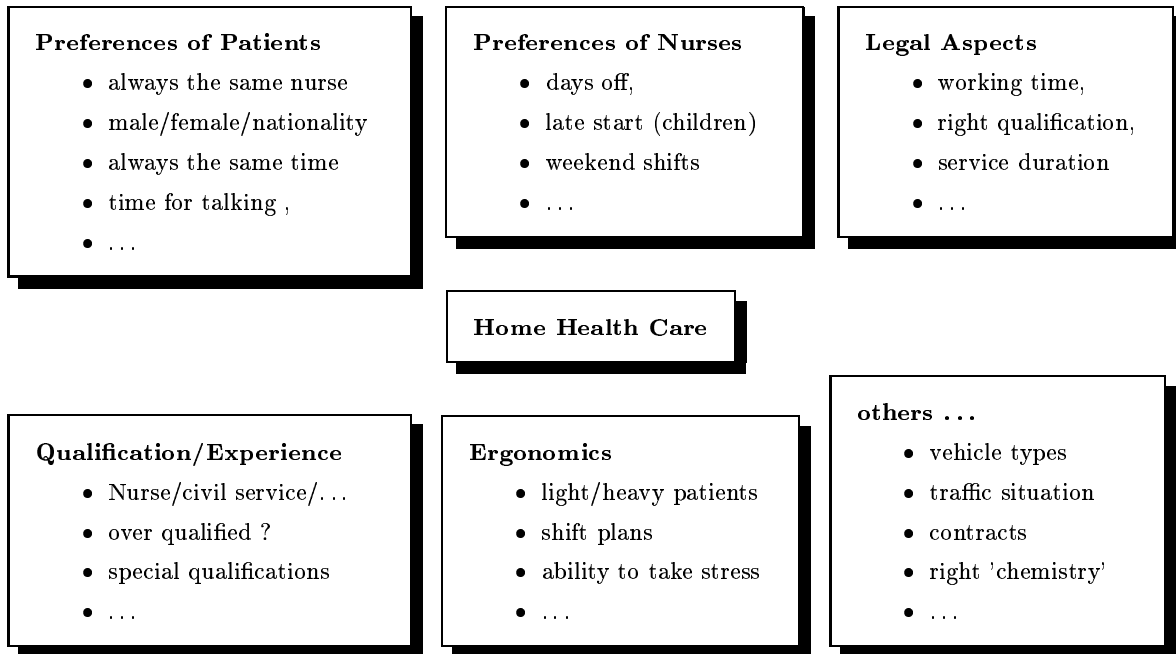 Preferences of Patients
• always the same nurse
• male/female/nationality
• always the same time
• time for talking ,
• . . .
Preferences of Nurses
• days off,
• late start (children)
• weekend shifts
• . . .
Legal Aspects
• working time,
• right qualification,
• service duration
• . . .
Home Health Care
Qualification/Experience
• Nurse/civil service/. . .
• over qualified ?
• special qualifications
• . . .
Ergonomics
• light/heavy patients
• shift plans
• ability to take stress
• . . .
others . . .
• vehicle types
• traffic situation
• contracts
• right 'chemistry'
• . . .